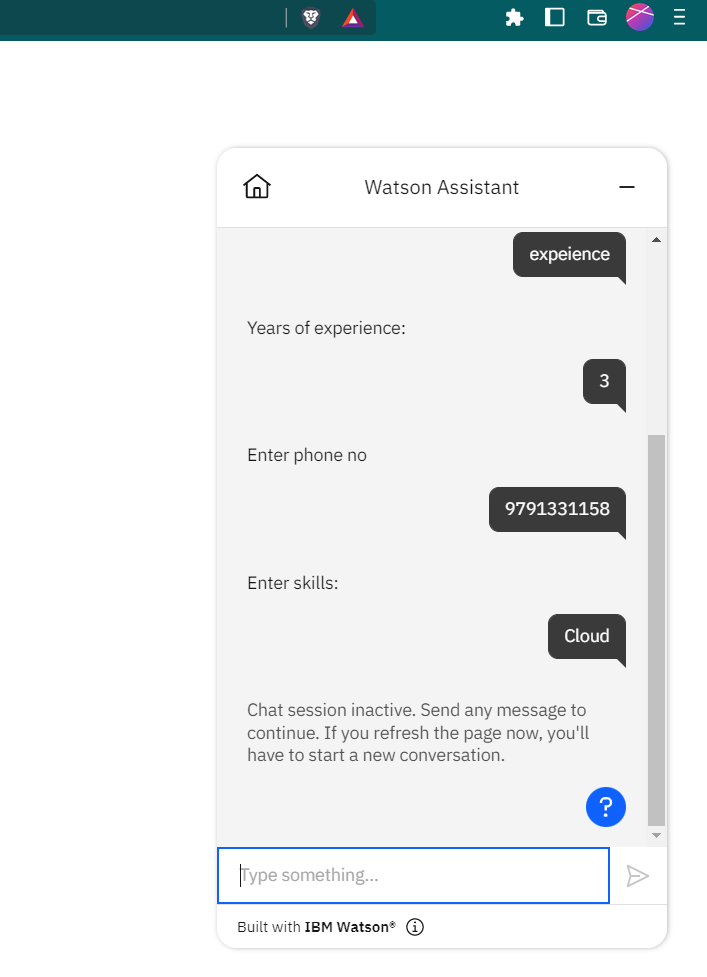 Watson Assistant
expeience
Years of experience:
3
Enter phone no
9791331158
Enter skills:
Cloud
Chat session inactive. Send any message to
continue. If you refresh the page now, you'll
have to start a new conversation.
?
Type something...
Built with IBM Watson®